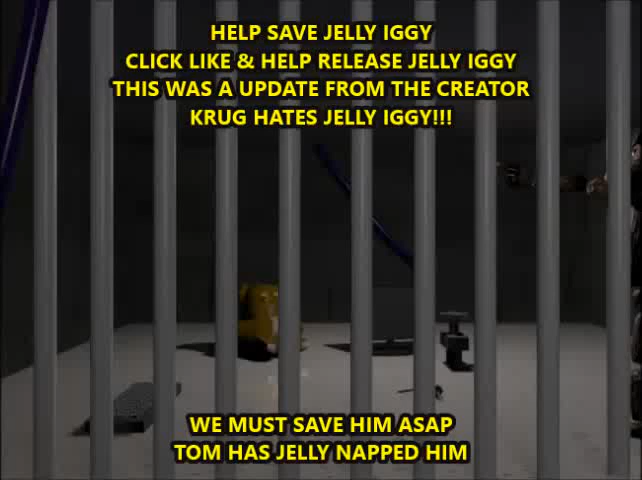 HELP SAVE JELLY IGGY
CLICK LIKE & HELP RELEASE JELLY IGGY
THIS WAS A UPDATE FROM THE CREATOR
KRUG HATES JELLY IGGY!!!
WE MUST SAVE HIM ASAP
TOM HAS JELLY NAPPED HIM